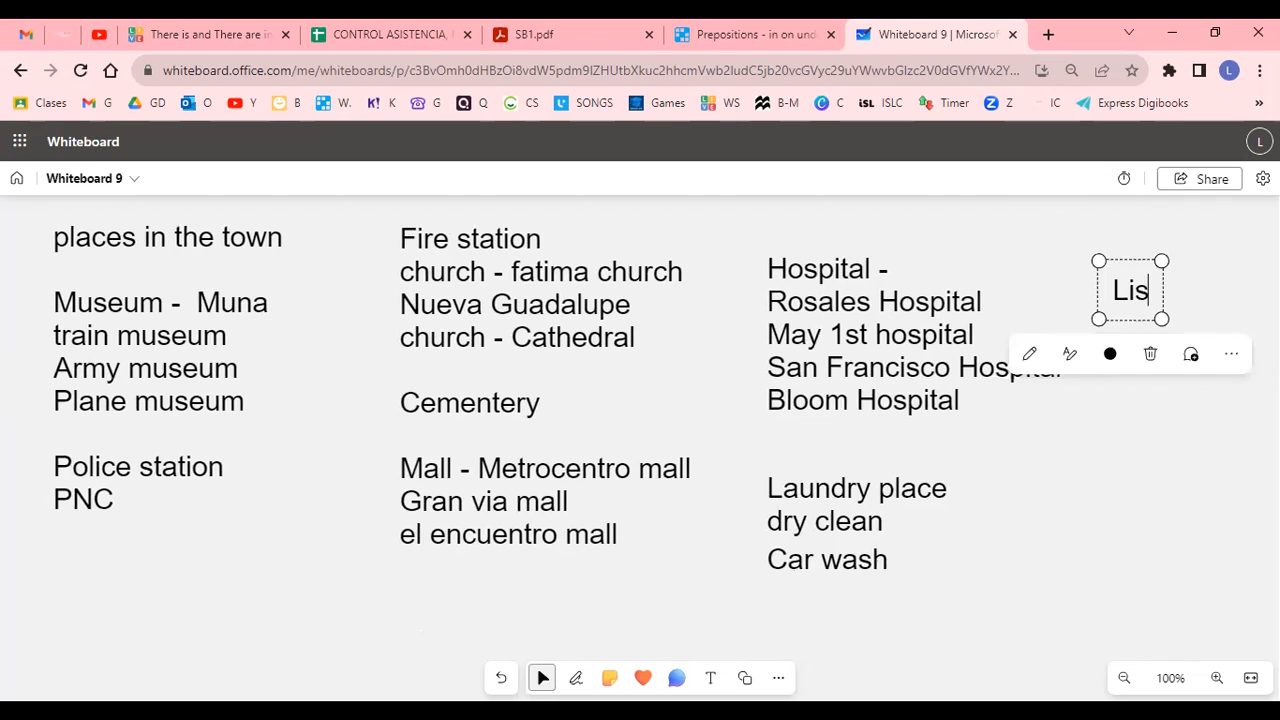 There is and There are in
CONTROL ASISTENCIA,
SB1.pdf
Prepositions - in on und
Whiteboard 9 | Microsof
Clases
G
GD
O
Y
B
W.
K
G
Q
CS
SONGS
Games
WS
B-M
C
ISLC
Timer
Z
IC
Express Digibooks
»
Whiteboard
L
Whiteboard 9
Share
places in the town
Museum - Muna
train museum
Army museum
Plane museum
Police station
PNC
Fire station
church - fatima church
Nueva Guadalupe
church - Cathedral
Cementery
Mall - Metrocentro mall
Gran via mall
el encuentro mall
Hospital -
Rosales Hospital
May 1st hospital
San Francisco Hospital
Bloom Hospital
Laundry place
dry clean
Car wash
Lis
100%